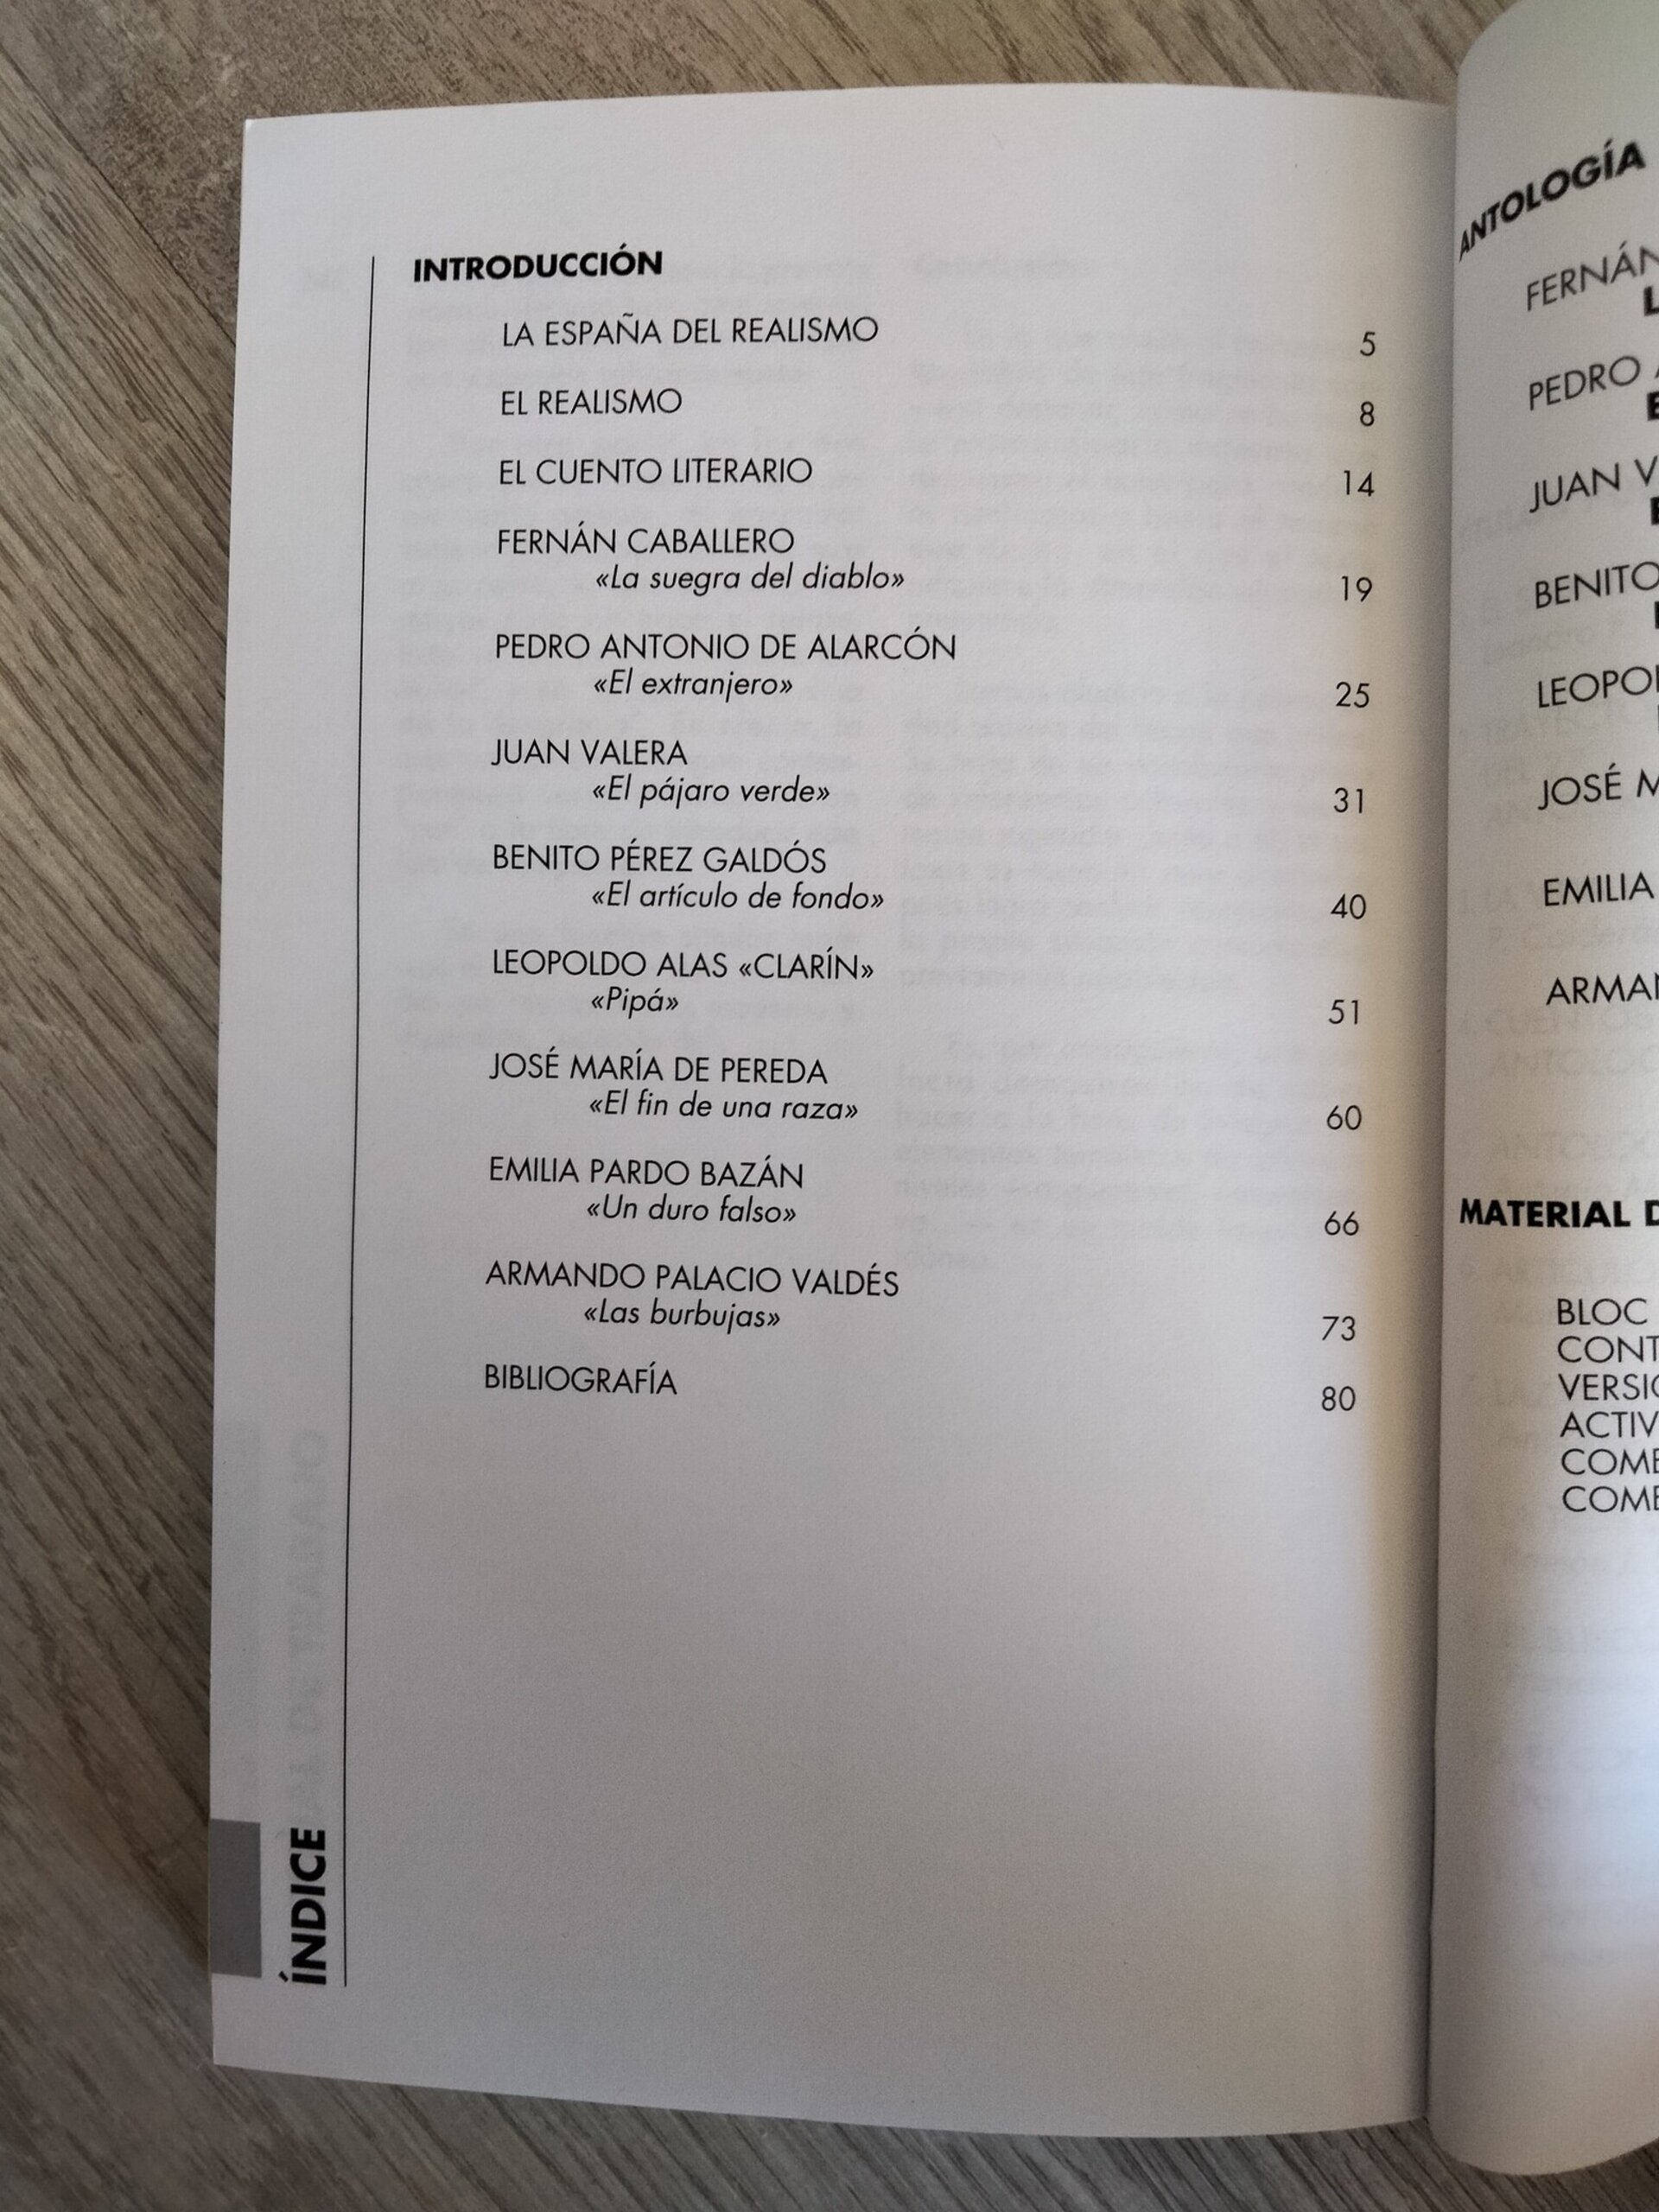 INTRODUCCIÓN
LA ESPAÑA DEL REALISMO 5
EL REALISMO 8
EL CUENTO LITERARIO 14
FERNÁN CABALLERO
«La suegra del diablo» 19
PEDRO ANTONIO DE ALARCÓN
«El extranjero» 25
JUAN VALERA
«El pájaro verde» 31
BENITO PÉREZ GALDÓS
«El artículo de fondo» 40
LEOPOLDO ALAS «CLARÍN»
«Pipá» 51
JOSÉ MARÍA DE PEREDA
«El fin de una raza» 60
EMILIA PARDO BAZÁN
«Un duro falso» 66
ARMANDO PALACIO VALDÉS
«Las burbujas» 73
BIBLIOGRAFÍA 80
ÍNDICE
ANTOLOGÍA
PEDRO
JUAN
BENITO
JOSÉ
EMILIA
MATERIAL
BLOC